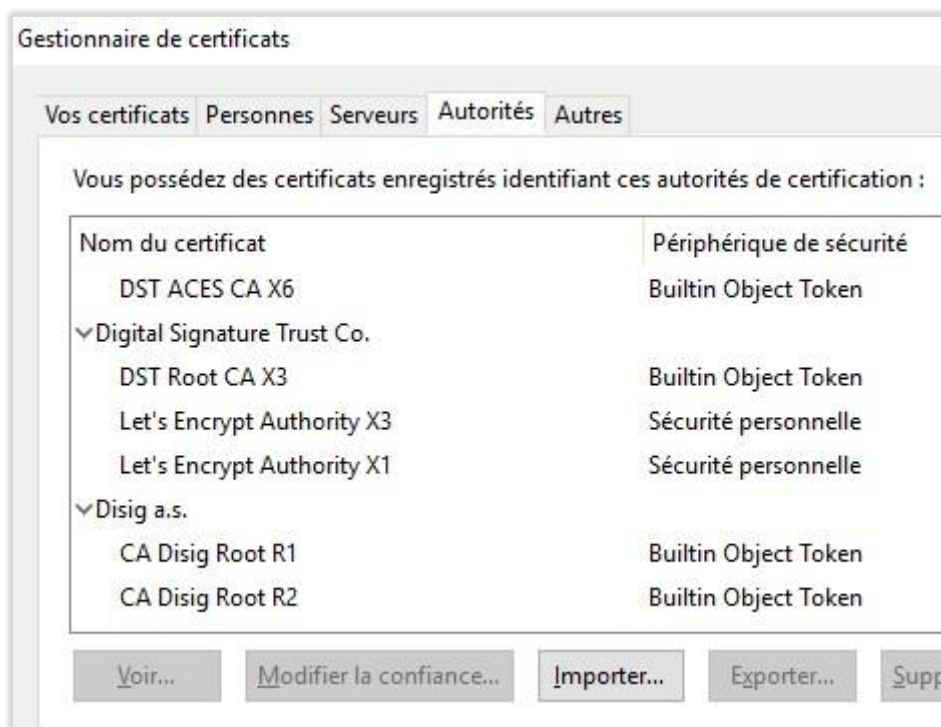 Gestionnaire de certificats
Vos certificats Personnes Serveurs Autorités Autres
Vous possédez des certificats enregistrés identifiant ces autorités de certification :
Nom du certificat Périphérique de sécurité
DST ACES CA X6 Builtin Object Token
Digital Signature Trust Co.
DST Root CA X3 Builtin Object Token
Let's Encrypt Authority X3 Sécurité personnelle
Let's Encrypt Authority X1 Sécurité personnelle
Disig a.s.
CA Disig Root R1 Builtin Object Token
CA Disig Root R2 Builtin Object Token
Voir... Modifier la confiance... Importer... Exporter... Supp